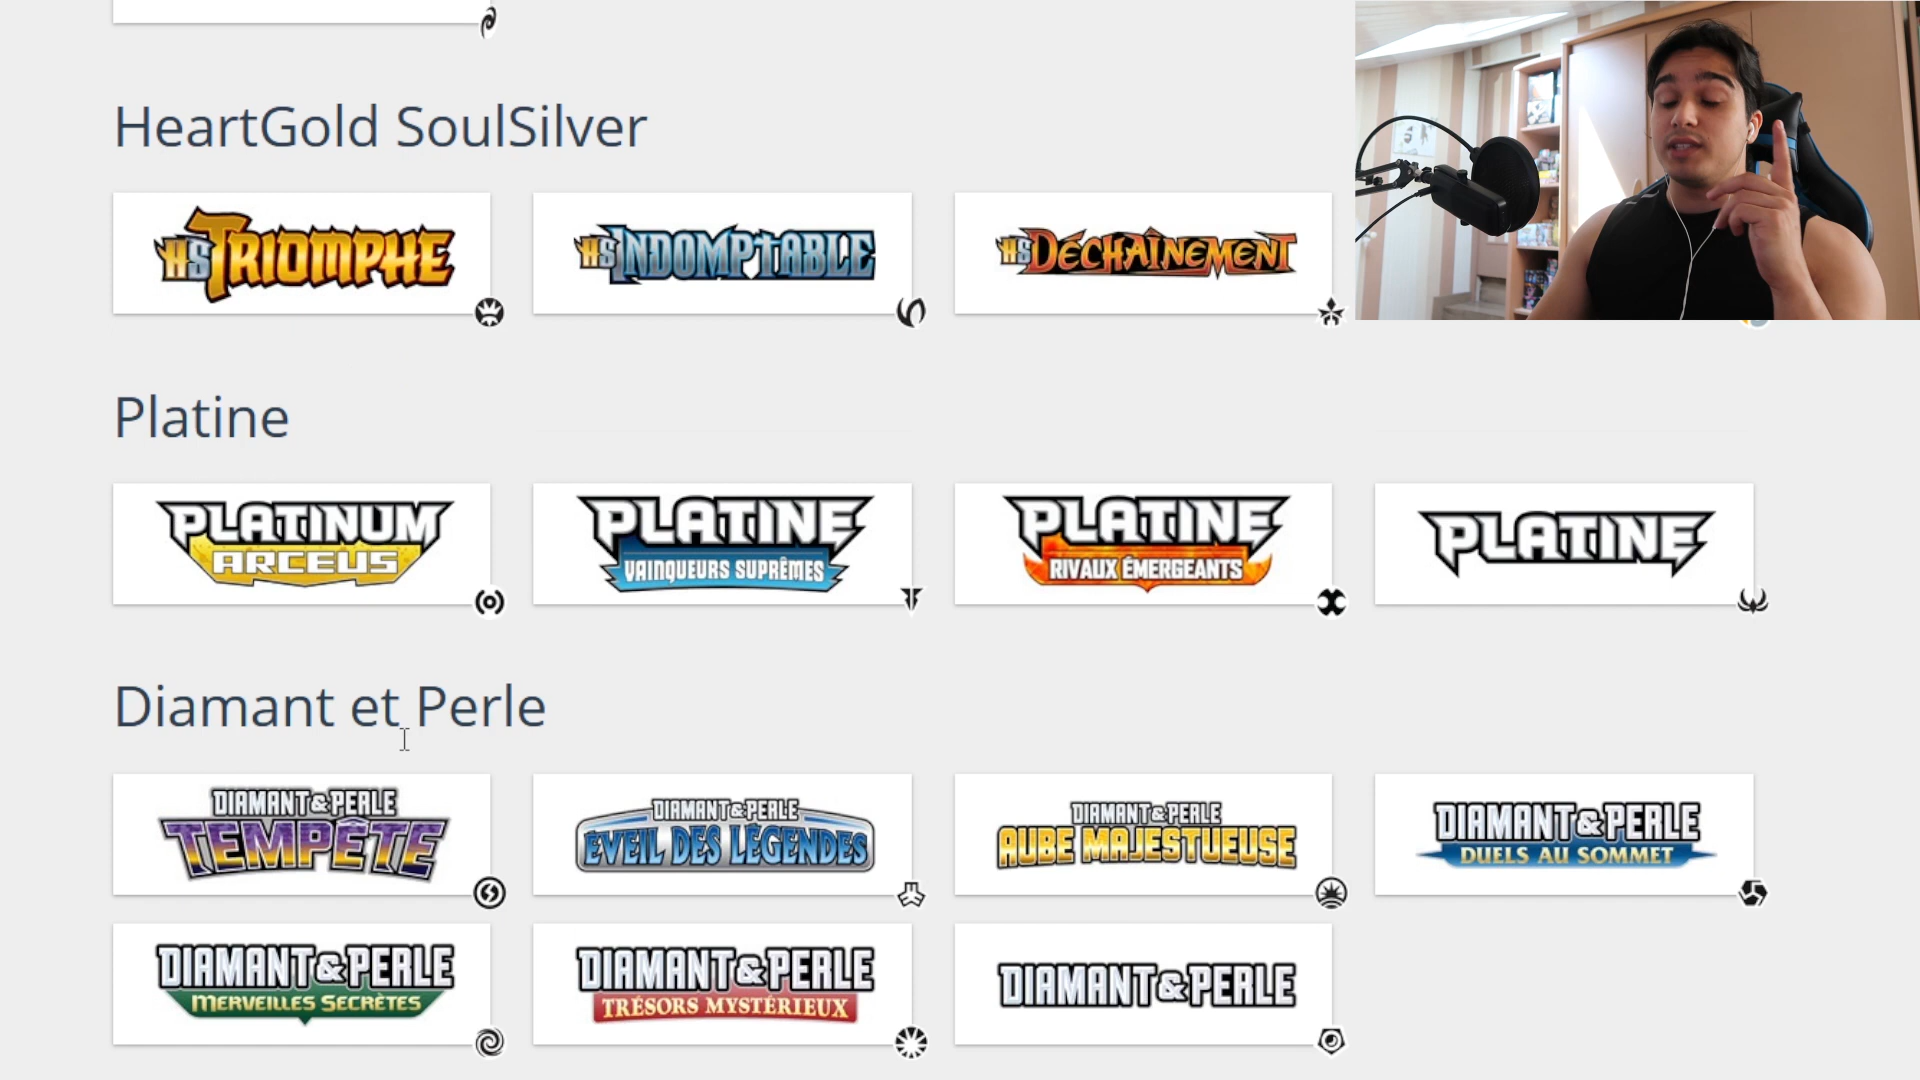 HeartGold SoulSilver
HS TRIOMPHE
HS INDOMPTABLE
HS DÉCHAÎNEMENT
Platine
PLATINUM
ARCEUS
PLATINE
VAINQUEURS SUPRÊMES
PLATINE
RIVAUX ÉMERGEANTS
PLATINE
Diamant et Perle
DIAMANT & PERLE
TEMPÊTE
DIAMANT & PERLE
ÉVEIL DES LÉGENDES
DIAMANT & PERLE
AUBE MAJESTUEUSE
DIAMANT & PERLE
DUELS AU SOMMET
DIAMANT & PERLE
MERVEILLES SECRÈTES
DIAMANT & PERLE
TRÉSORS MYSTÉRIEUX
DIAMANT & PERLE